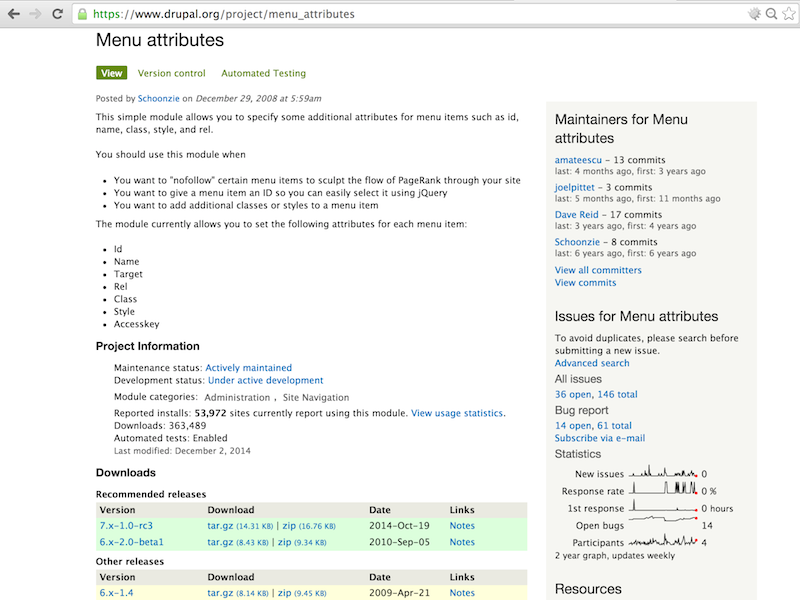 https://www.drupal.org/project/menu_attributes
Menu attributes
View Version control Automated Testing
Posted by Schoonzie on December 29, 2008 at 5:59am
This simple module allows you to specify some additional attributes for menu items such as id,
name, class, style, and rel.
You should use this module when
• You want to "nofollow" certain menu items to sculpt the flow of PageRank through your site
• You want to give a menu item an ID so you can easily select it using jQuery
• You want to add additional classes or styles to a menu item
The module currently allows you to set the following attributes for each menu item:
• Id
• Name
• Target
• Rel
• Class
• Style
• Accesskey
Project Information
Maintenance status: Actively maintained
Development status: Under active development
Module categories: Administration , Site Navigation
Reported installs: 53,972 sites currently report using this module. View usage statistics.
Downloads: 363,489
Automated tests: Enabled
Last modified: December 2, 2014
Downloads
Recommended releases
Version Download Date Links
7.x-1.0-rc3 tar.gz (14.31 KB) | zip (16.76 KB) 2014-Oct-19 Notes
6.x-2.0-beta1 tar.gz (8.43 KB) | zip (9.34 KB) 2010-Sep-05 Notes
Other releases
Version Download Date Links
6.x-1.4 tar.gz (8.14 KB) | zip (9.45 KB) 2009-Apr-21 Notes
Maintainers for Menu
attributes
amateescu – 13 commits
last: 4 months ago, first: 3 years ago
joelpittet – 3 commits
last: 5 months ago, first: 11 months ago
Dave Reid – 17 commits
last: 3 years ago, first: 4 years ago
Schoonzie – 8 commits
last: 6 years ago, first: 6 years ago
View all committers
View commits
Issues for Menu attributes
To avoid duplicates, please search before
submitting a new issue.
Advanced search
All issues
36 open, 146 total
Bug report
14 open, 61 total
Subscribe via e-mail
Statistics
New issues 0
Response rate 0 %
1st response 0 hours
Open bugs 14
Participants 4
2 year graph, updates weekly
Resources